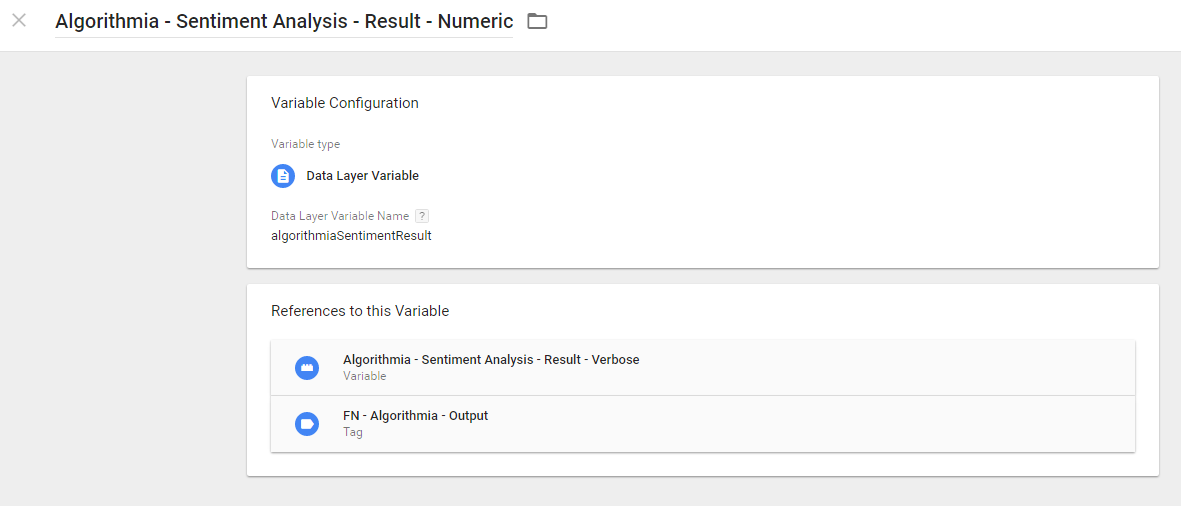 Algorithmia - Sentiment Analysis - Result - Numeric
Variable Configuration
Variable type
Data Layer Variable
Data Layer Variable Name ?
algorithmiaSentimentResult
References to this Variable
Algorithmia - Sentiment Analysis - Result - Verbose
Variable
FN - Algorithmia - Output
Tag